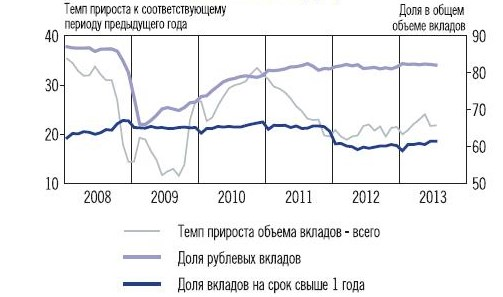 Темп прироста к соответствующему
периоду предыдущего года
Доля в общем
объеме вкладов
40
30
20
10
90
80
70
60
50
2008
2009
2010
2011
2012
2013
Темп прироста объема вкладов - всего
Доля рублевых вкладов
Доля вкладов на срок свыше 1 года